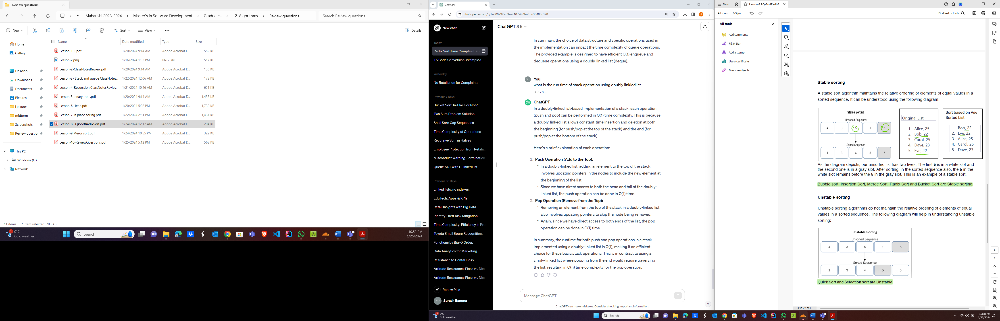 Review questions
Maharishi 2023-2024 > Master's in Software Development > Graduates > 12. Algorithms > Review questions
Search Review questions
New
Sort
View
Details
Name
Date modified
Type
Size
Home
Gallery
Desktop
Downloads
Documents
Pictures
Lectures
midterm
Screenshots
Review question
This PC
Windows (C:)
Network
Lesson-1-1.pdf 1/20/2024 9:14 AM Adobe Acrobat D... 552 KB
Lesson-2.png 1/16/2024 1:32 PM PNG File 517 KB
Lesson-2-ClassNotesReview.pdf 1/20/2024 9:14 AM Adobe Acrobat D... 136 KB
Lesson-3- Stack and queue ClassNotes... 1/22/2024 12:06 AM Adobe Acrobat D... 173 KB
Lesson-4-Recurssion ClassNotesRevie... 1/21/2024 10:46 AM Adobe Acrobat D... 651 KB
Lesson-5 binary tree .pdf 1/20/2024 9:14 AM Adobe Acrobat D... 1,433 KB
Lesson-6 Heap.pdf 1/20/2024 5:02 PM Adobe Acrobat D... 1,732 KB
Lesson-7 In place soring.pdf 1/22/2024 2:51 PM Adobe Acrobat D... 1,434 KB
Lesson-8 PQsSortRadixSort.pdf 1/24/2024 12:12 AM Adobe Acrobat D... 294 KB
Lesson-9 Mergr sort.pdf 1/24/2024 10:55 PM Adobe Acrobat D... 322 KB
Lesson-10-ReviewQuestions.pdf 1/25/2024 5:12 PM Adobe Acrobat D... 568 KB
11 items 1 item selected 293 KB
1
0°C
Cold weather
Search
10:58 PM
1/25/2024
ChatGPT
chat.openai.com/c/1e300a92-c7fe-4107-959e-4b630480c328
New chat
Today
Radix Sort Time Complexi
TS Code Conversion: example3
Yesterday
No Retaliation for Complaints
Previous 7 Days
Bucket Sort: In-Place or Not?
Two Sum Problem Solution
Shell Sort: Gap Sequences
Time Complexity of Operations
Recursive Sum in Halves
Employee Protection from Retaliat
Misconduct Warning: Termination
Queue ADT with DLinkedList
Previous 30 Days
Linked lists, no indexes.
EduTech: Apps & KPIs
Retail Insights with Big Data
Identity Theft Risk Mitigation
Time Complexity: Efficiency in Pro
Toyota Email Spurs Recognition.
Functions by Big-O Order.
Data Analytics for Marketing
Resistance to Dental Floss
Attitude Resistance: Floss vs. Diet
Attitude Resistance: Floss vs. Diet
Renew Plus
SU
Suresh Bamma
ChatGPT 3.5
In summary, the choice of data structure and specific operations used in
the implementation can impact the time complexity of queue operations.
The provided example is designed to have efficient O(1) enqueue and
dequeue operations using a doubly-linked list (deque).
SU
You
what is the run time of stack operation using doubly linkledlist
< 3 / 3 >
ChatGPT
In a doubly-linked list-based implementation of a stack, each operation
(push and pop) can be performed in O(1) time complexity. This is because
a doubly-linked list allows constant-time insertion and deletion at both
the beginning (for push/pop at the top of the stack) and the end (for
push/pop at the bottom of the stack).
Here's a brief explanation of each operation:
1. Push Operation (Add to the Top):
• In a doubly-linked list, adding an element to the top of the stack
involves updating pointers in the nodes to include the new element at
the beginning of the list.
• Since we have direct access to both the head and tail of the doubly-
linked list, the push operation can be done in O(1) time.
2. Pop Operation (Remove from the Top):
• Removing an element from the top of the stack in a doubly-linked list
also involves updating pointers to skip the node being removed.
• Again, since we have direct access to both ends of the list, the pop
operation can be done in O(1) time.
In summary, the runtime for both push and pop operations in a stack
implemented using a doubly-linked list is O(1), making it an efficient
choice for these basic stack operations. This is in contrast to using a
singly-linked list where popping from the end would require traversing
the list, resulting in O(n) time complexity for the pop operation.
Message ChatGPT...
ChatGPT can make mistakes. Consider checking important information.
?
Menu
Lesson-8 PQsSortRadixS...
All tools
E-Sign
Find text or tools
All tools
Add comments
Fill & Sign
Add a stamp
Use a certificate
Measure objects
Stable sorting
A stable sort algorithm maintains the relative ordering of elements of equal values in a
sorted sequence. It can be understood using the following diagram:
Stable Sorting
Unsorted Sequence
4 3 5 1 5
Sorted Sequence
1 3 4 5 5
Original List:
1. Alice, 25
2. Bob, 22
3. Carol, 25
4. Dave, 23
5. Eve, 22
Sort based on Age
Sorted List
1. Bob, 22
2. Eve, 22
3. Alice, 25
4. Carol, 25
5. Dave, 23
As the diagram depicts, our unsorted list has two fives. The first 5 is in a white slot and
the second one is in a gray slot. After sorting, in the sorted sequence also, the 5 in the
white slot remains before the 5 in the gray slot. This is an example of a stable sort.
Bubble sort, Insertion Sort, Merge Sort, Radix Sort and Bucket Sort are Stable sorting.
Unstable sorting
Unstable sorting algorithms do not maintain the relative ordering of elements of equal
values in a sorted sequence. The following diagram will help in understanding unstable
sorting:
Unstable Sorting
Unsorted Sequence
4 3 5 1 5
Sorted Sequence
1 3 4 5 5
Quick Sort and Selection sort are Unstable.
8.50 x 11.00 in
4
5
1
0°C
Cold weather
Search
10:58 PM
1/25/2024